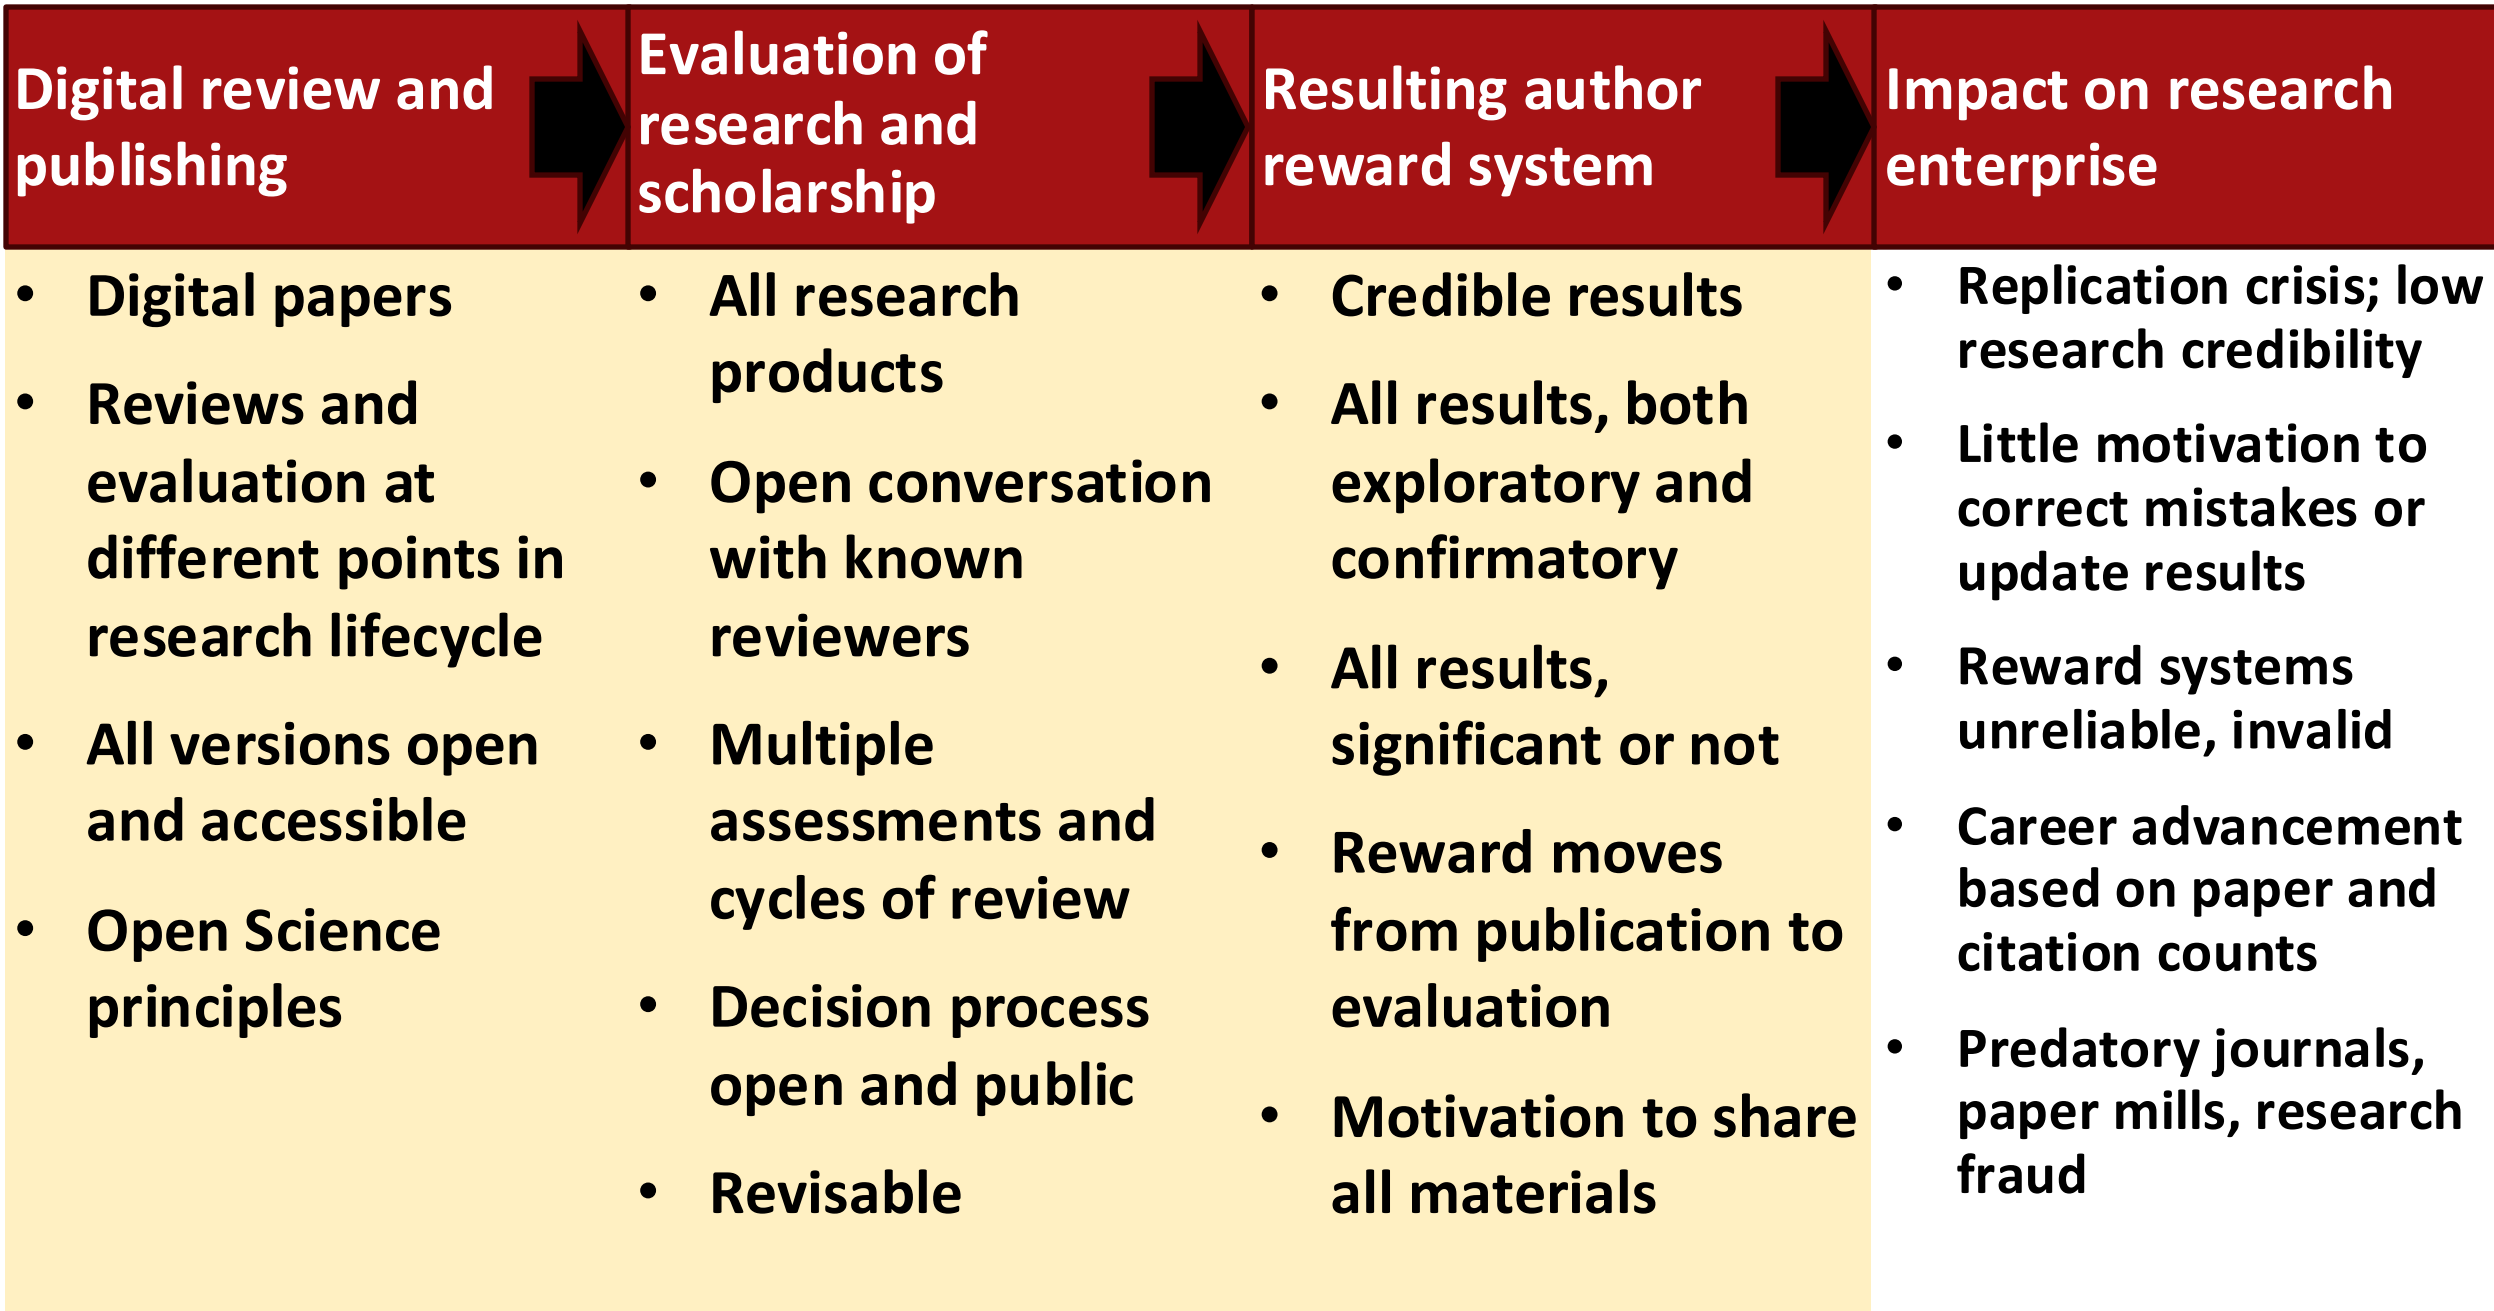 Digital review and
publishing
Evaluation of
research and
scholarship
Resulting author
reward system
Impact on research
enterprise
• Digital papers
• Reviews and
evaluation at
different points in
research lifecycle
• All versions open
and accessible
• Open Science
principles
• All research
products
• Open conversation
with known
reviewers
• Multiple
assessments and
cycles of review
• Decision process
open and public
• Revisable
• Credible results
• All results, both
exploratory and
confirmatory
• All results,
significant or not
• Reward moves
from publication to
evaluation
• Motivation to share
all materials
• Replication crisis; low
research credibility
• Little motivation to
correct mistakes or
update results
• Reward systems
unreliable, invalid
• Career advancement
based on paper and
citation counts
• Predatory journals,
paper mills, research
fraud